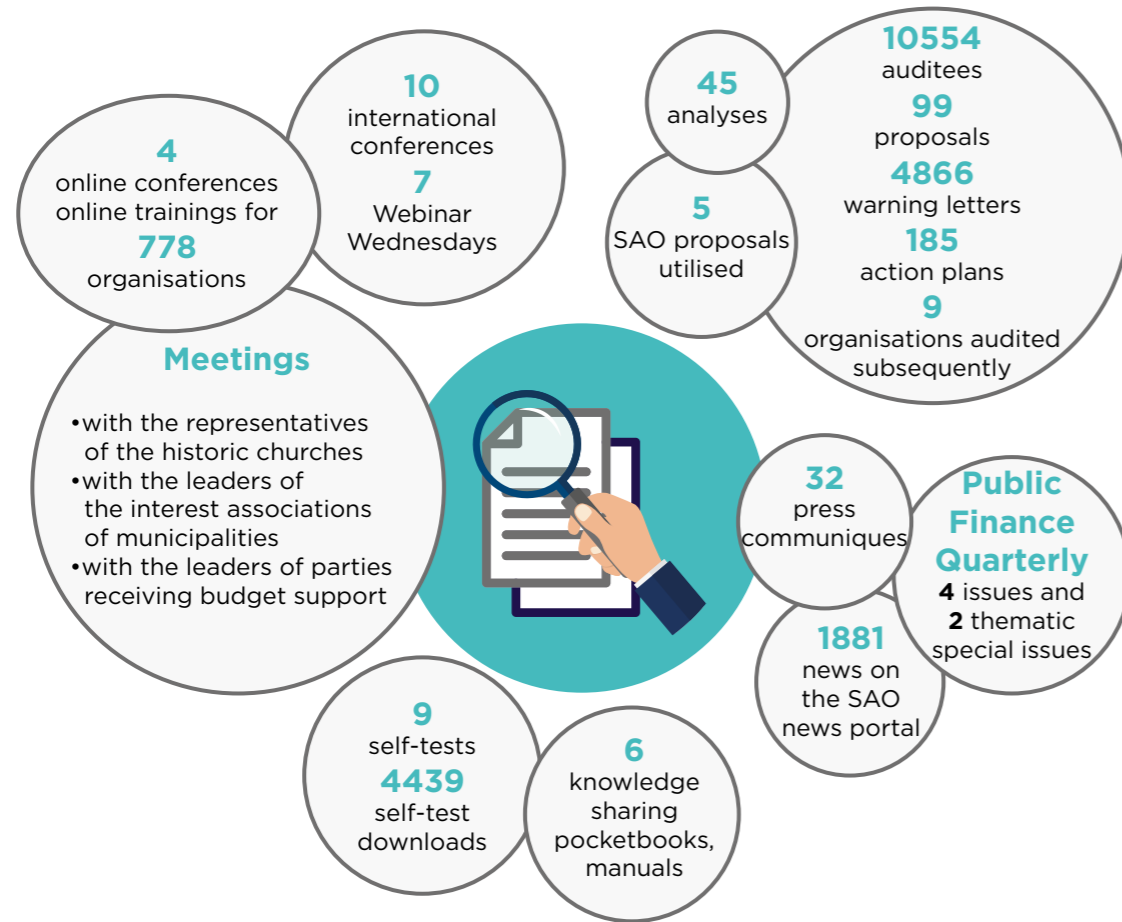 10
international
conferences
7
Webinar
Wednesdays
4
online conferences
online trainings for
778
organisations
Meetings
•with the representatives
of the historic churches
•with the leaders of
the interest associations
of municipalities
•with the leaders of parties
receiving budget support
45
analyses
5
SAO proposals
utilised
10554
auditees
99
proposals
4866
warning letters
185
action plans
9
organisations audited
subsequently
32
press
communiques
Public
Finance
Quarterly
4 issues and
2 thematic
special issues
1881
news on
the SAO
news portal
9
self-tests
4439
self-test
downloads
6
knowledge
sharing
pocketbooks,
manuals